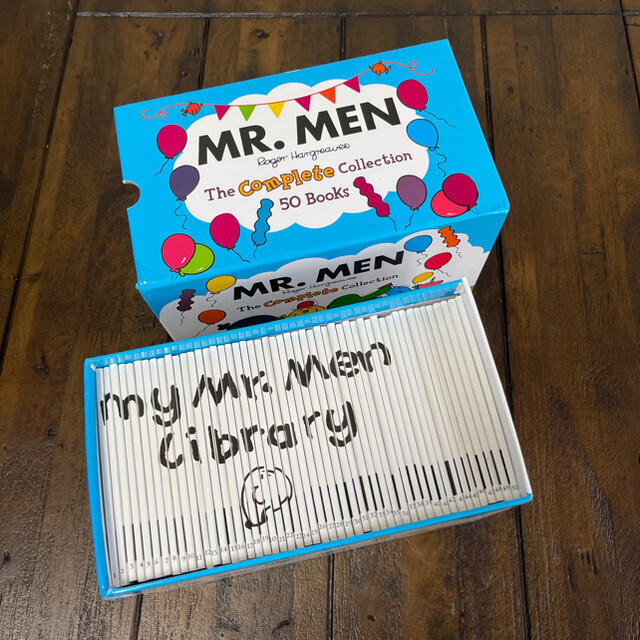 MR. MEN
Roger Hargreaves
The Complete Collection
50 Books
MR. MEN
Roger Hargreaves
The Complete Collection
my Mr. Men
library